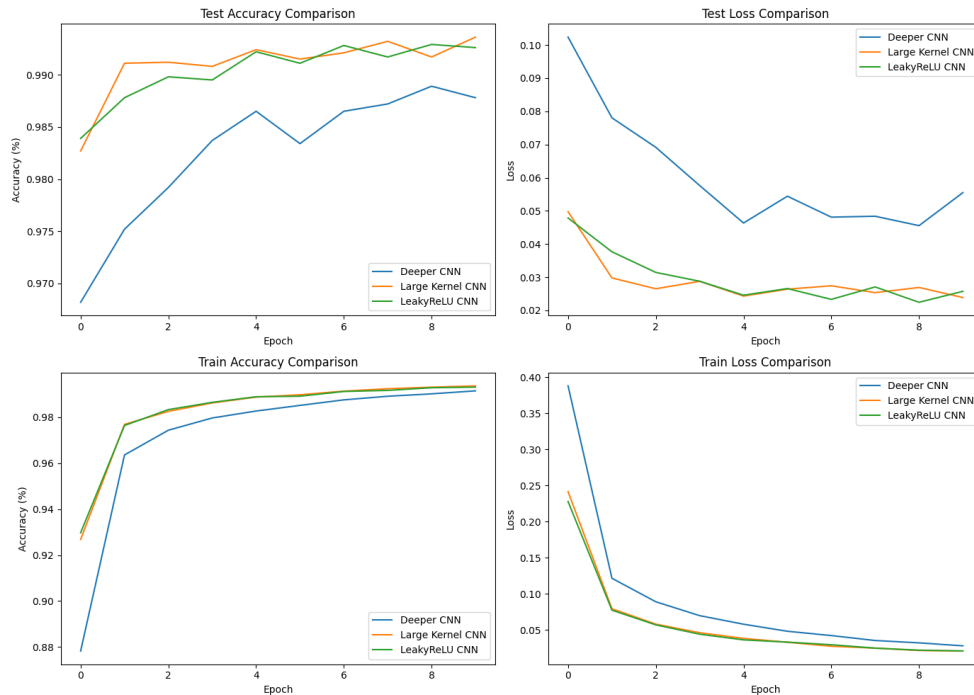 Test Accuracy Comparison
Accuracy (%)
0.990
0.985
0.980
0.975
0.970
0 2 4 6 8
Epoch
Deeper CNN
Large Kernel CNN
LeakyReLU CNN
Test Loss Comparison
Loss
0.10
0.09
0.08
0.07
0.06
0.05
0.04
0.03
0.02
0 2 4 6 8
Epoch
Deeper CNN
Large Kernel CNN
LeakyReLU CNN
Train Accuracy Comparison
Accuracy (%)
0.98
0.96
0.94
0.92
0.90
0.88
0 2 4 6 8
Epoch
Deeper CNN
Large Kernel CNN
LeakyReLU CNN
Train Loss Comparison
Loss
0.40
0.35
0.30
0.25
0.20
0.15
0.10
0.05
0 2 4 6 8
Epoch
Deeper CNN
Large Kernel CNN
LeakyReLU CNN